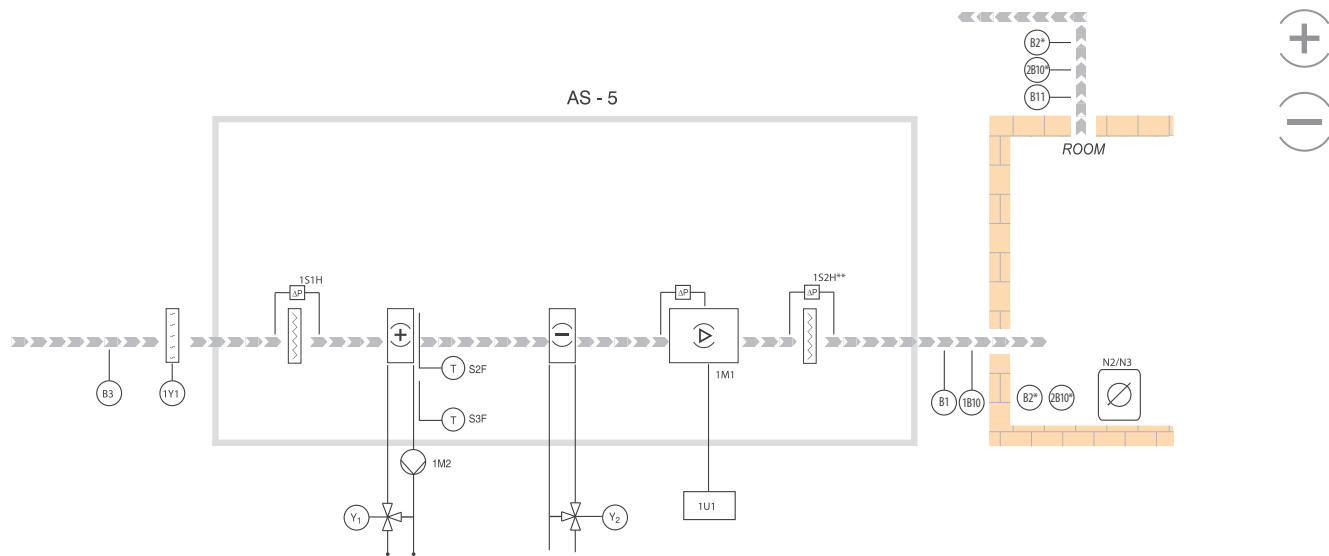 B2*
2B10*
B11
AS - 5
ROOM
1S1H
ΔP
ΔP
1S2H**
ΔP
B3
1Y1
T S2F
T S3F
1M1
B1
1B10
B2*
2B10*
N2/N3
1M2
Y1
Y2
1U1